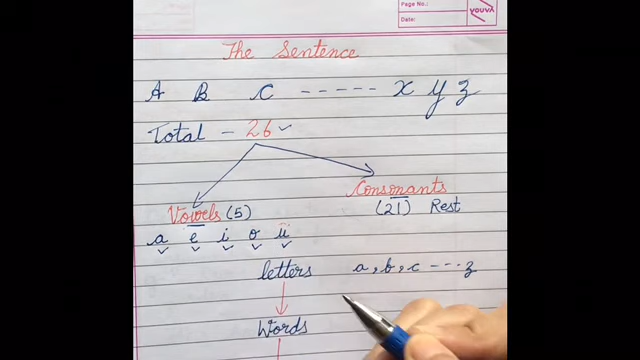 Page No.:
Date:
YOUVA
The Sentence
A B C ----- X Y Z
Total - 26
Vowels (5)
Consonants
(21) Rest
a e i o u
letters a, b, c --- z
Words